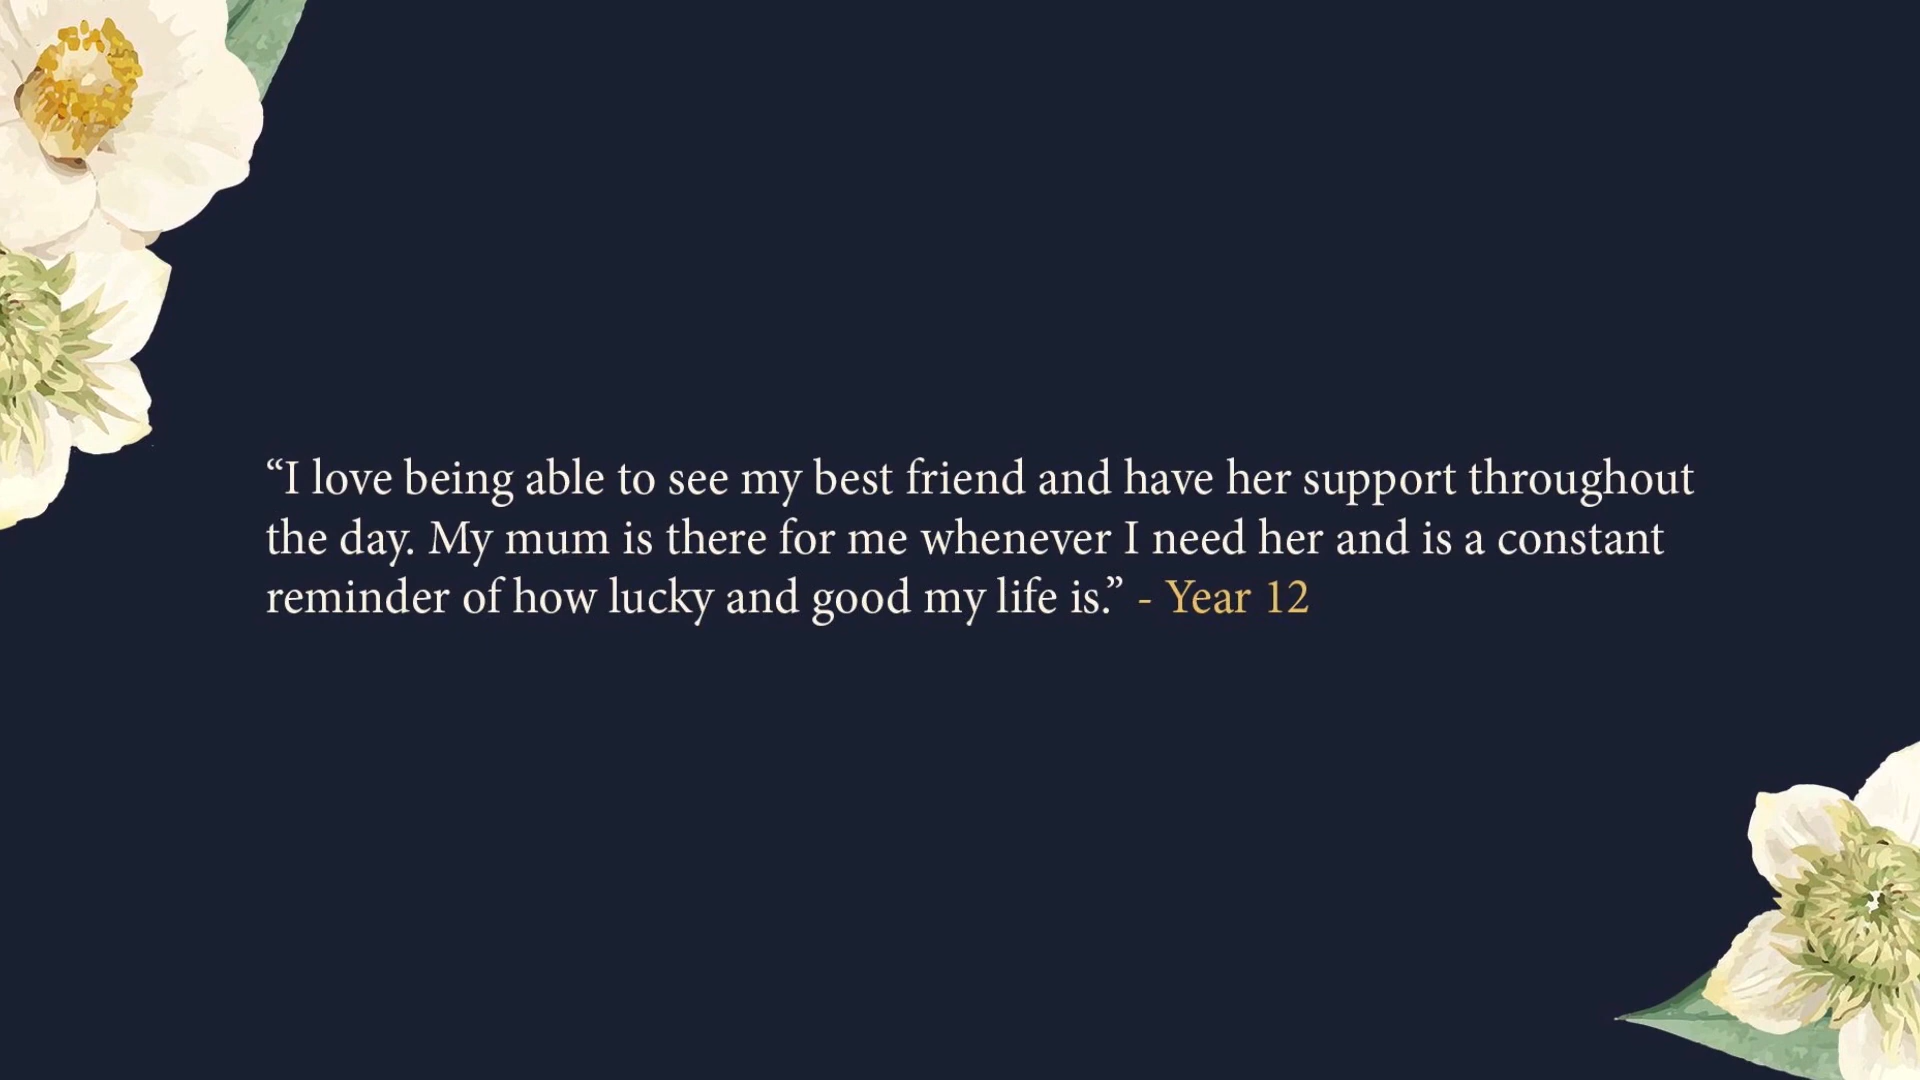 “I love being able to see my best friend and have her support throughout
the day. My mum is there for me whenever I need her and is a constant
reminder of how lucky and good my life is.” - Year 12